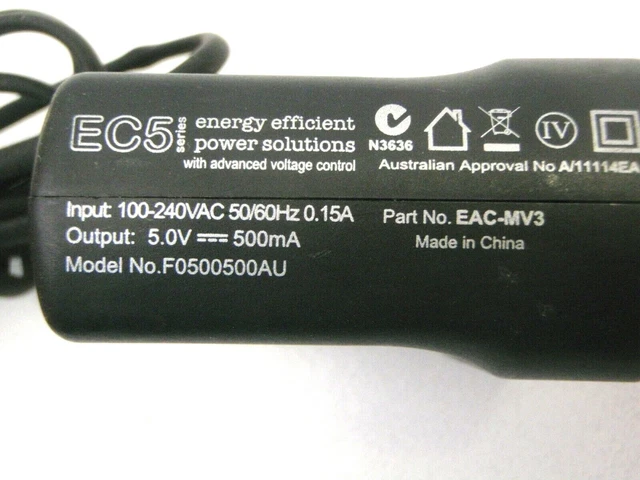 EC5 series
energy efficient
power solutions
with advanced voltage control
N3636
IV
Australian Approval No A/11114EA
Input: 100-240VAC 50/60Hz 0.15A
Output: 5.0V 500mA
Model No.F0500500AU
Part No. EAC-MV3
Made in China